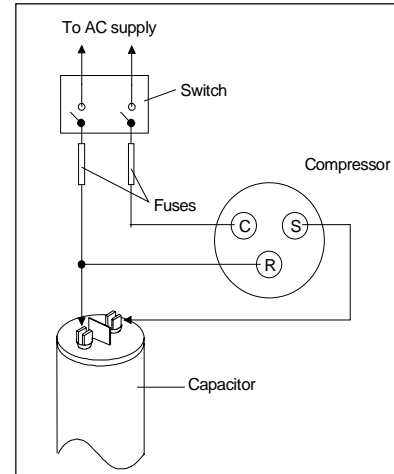 To AC supply
Switch
Compressor
Fuses
C S
R
Capacitor